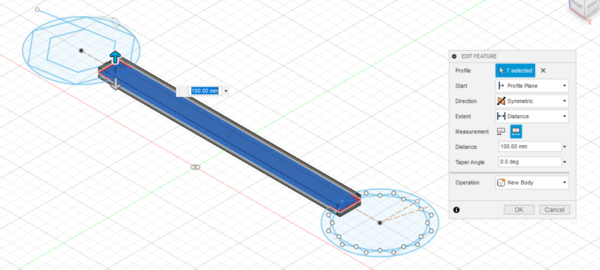 100.00 mm
EDIT FEATURE
Profile 7 selected
Start Profile Plane
Direction Symmetric
Extent Distance
Measurement
Distance 100.00 mm
Taper Angle 0.0 deg
Operation New Body
OK Cancel